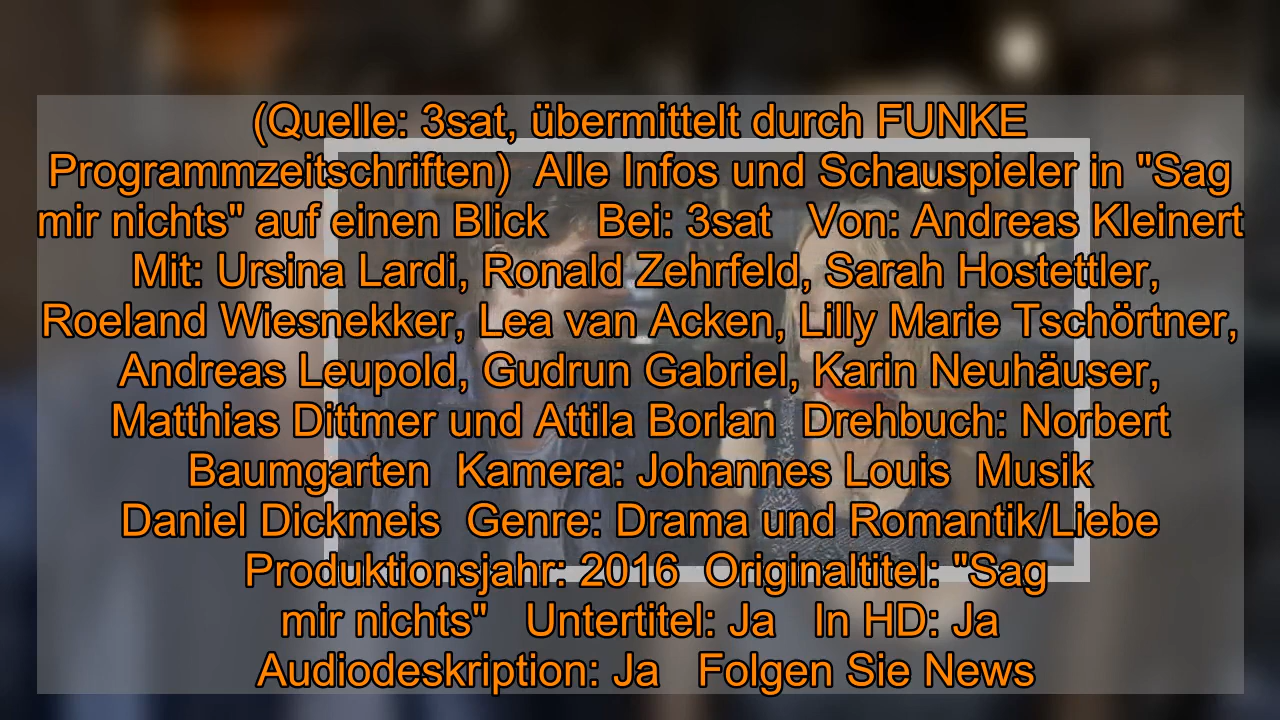 (Quelle: 3sat, übermittelt durch FUNKE
Programmzeitschriften)  Alle Infos und Schauspieler in "Sag
mir nichts" auf einen Blick    Bei: 3sat   Von: Andreas Kleinert
Mit: Ursina Lardi, Ronald Zehrfeld, Sarah Hostettler,
Roeland Wiesnekker, Lea van Acken, Lilly Marie Tschörtner,
Andreas Leupold, Gudrun Gabriel, Karin Neuhäuser,
Matthias Dittmer und Attila Borlan  Drehbuch: Norbert
Baumgarten  Kamera: Johannes Louis  Musik
Daniel Dickmeis  Genre: Drama und Romantik/Liebe
Produktionsjahr: 2016  Originaltitel: "Sag
mir nichts"   Untertitel: Ja   In HD: Ja
Audiodeskription: Ja   Folgen Sie News